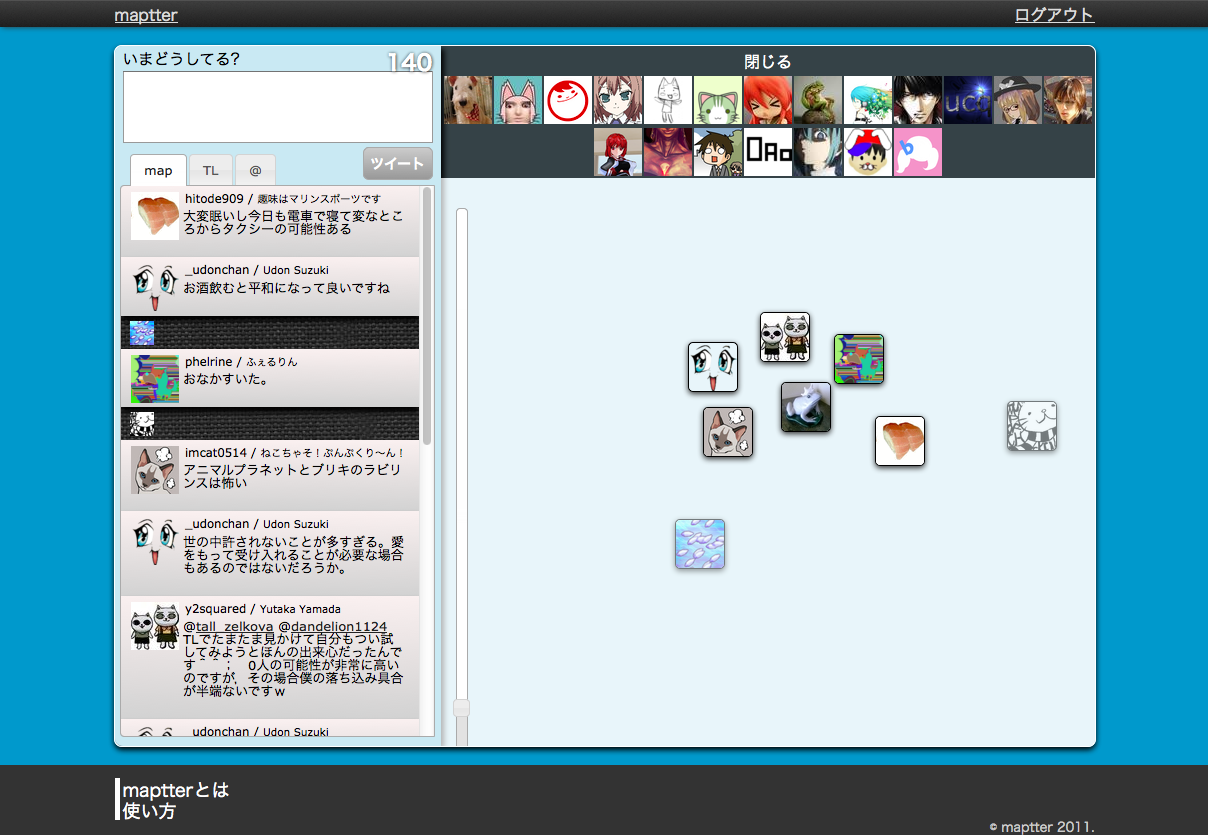 maptter
ログアウト
いまどうしてる?
140
閉じる
OAO
ツイート
map
TL
@
hitode909 / 趣味はマリンスポーツです
大変眠いし今日も電車で寝て変なとこ
ろからタクシーの可能性ある
_udonchan / Udon Suzuki
お酒飲むと平和になって良いですね
phelrine / ふぇるりん
おなかすいた。
imcat0514 / ねこちゃそ！ぷんぷくり〜ん！
アニマルプラネットとブリキのラビリ
ンスは怖い
_udonchan / Udon Suzuki
世の中許されないことが多すぎる。愛
をもって受け入れることが必要な場合
もあるのではないだろうか。
y2squared / Yutaka Yamada
@tall_zelkova @dandelion1124
TLでたまたま見かけて自分もつい試
してみようとほんの出来心だったんで
す＾＾；　0人の可能性が非常に高い
のですが，その場合僕の落ち込み具合
が半端ないですｗ
_udonchan / Udon Suzuki
maptterとは
使い方
© maptter 2011.